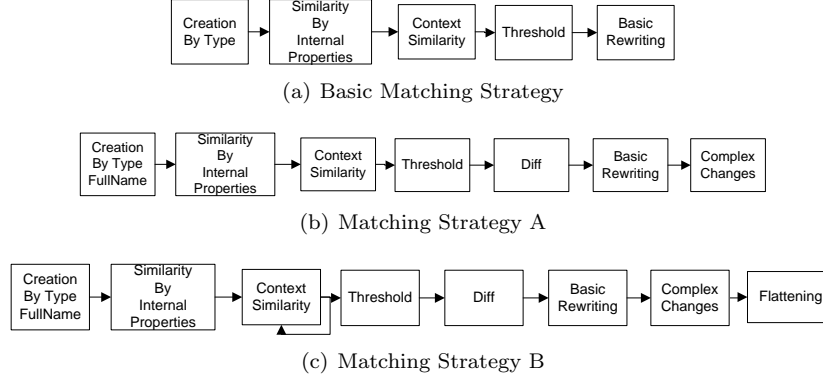 Creation
By Type
Similarity
By
Internal
Properties
Context
Similarity
Threshold
Basic
Rewriting
(a) Basic Matching Strategy
Creation
By Type
FullName
Similarity
By
Internal
Properties
Context
Similarity
Threshold
Diff
Basic
Rewriting
Complex
Changes
(b) Matching Strategy A
Creation
By Type
FullName
Similarity
By
Internal
Properties
Context
Similarity
Threshold
Diff
Basic
Rewriting
Complex
Changes
Flattening
(c) Matching Strategy B